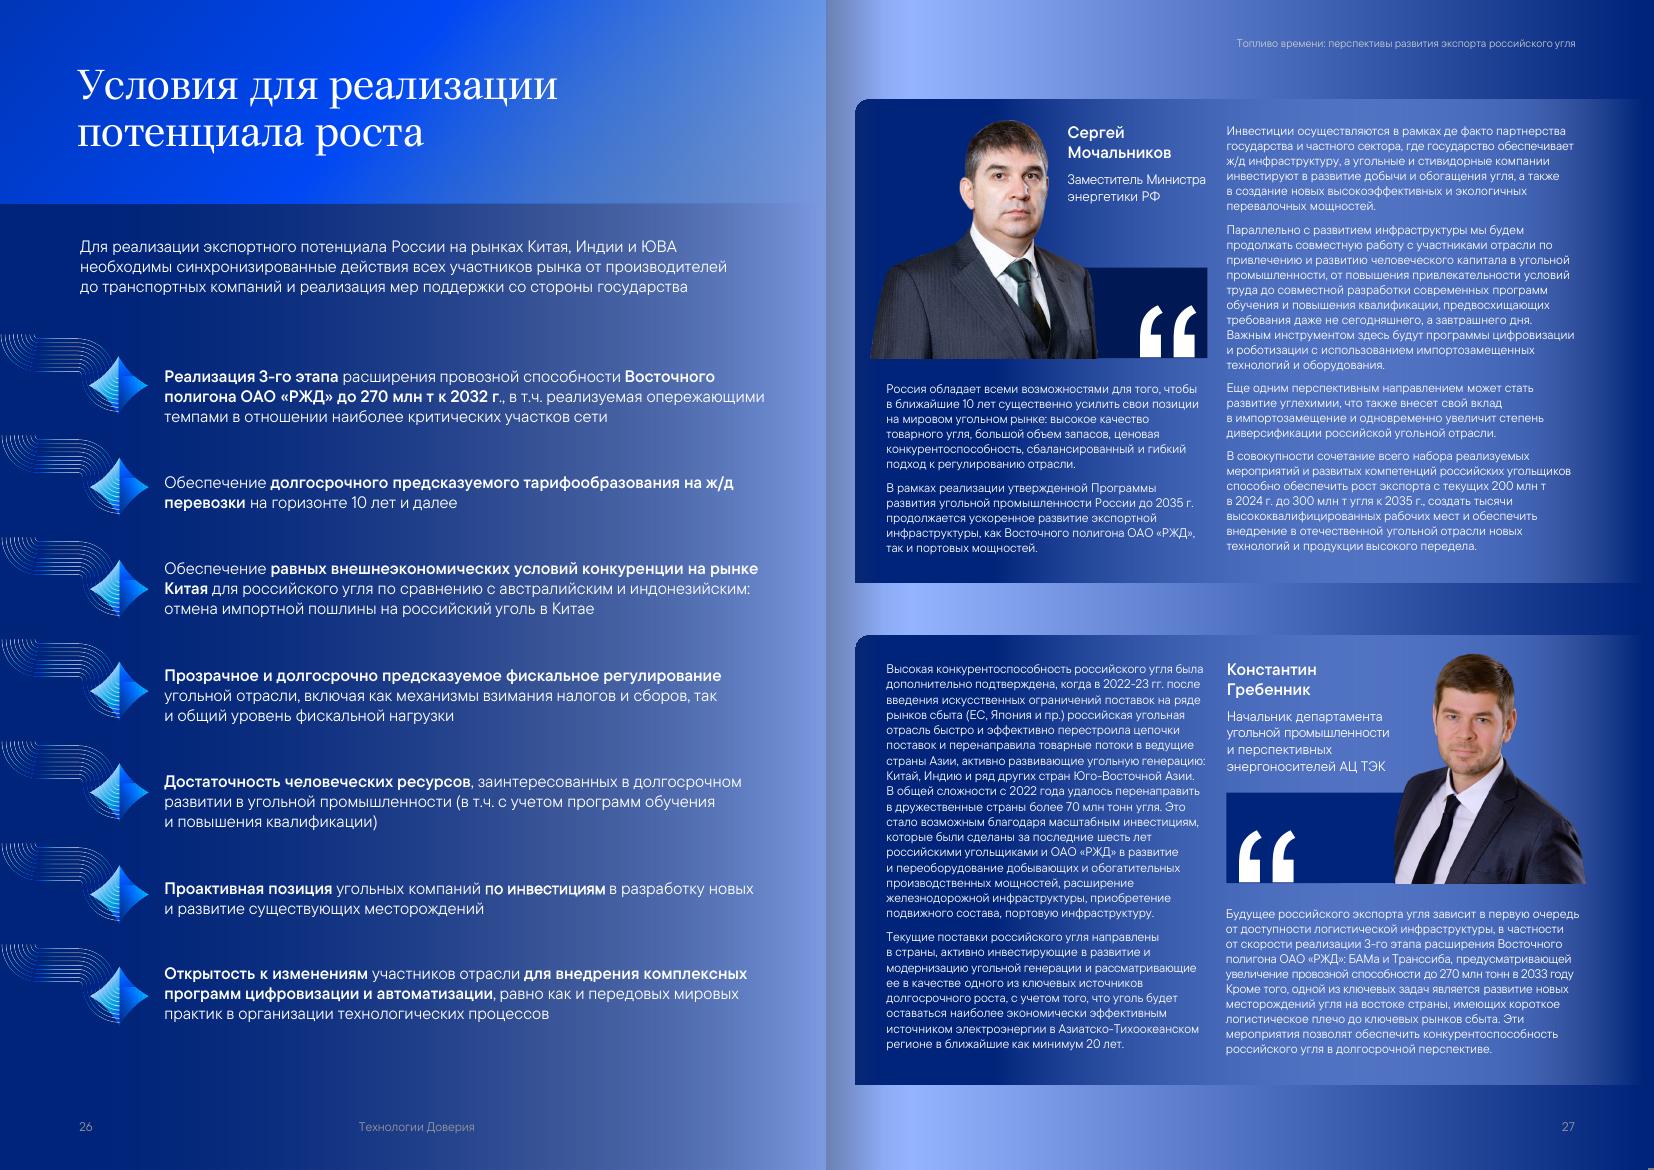 Условия для реализации
потенциала роста
Для реализации экспортного потенциала России на рынках Китая, Индии и ЮВА
необходимы синхронизированные действия всех участников рынка от производителей
до транспортных компаний и реализация мер поддержки со стороны государства
Реализация 3-го этапа расширения провозной способности Восточного
полигона ОАО «РЖД» до 270 млн т к 2032 г., в т.ч. реализуемая опережающими
темпами в отношении наиболее критических участков сети
Обеспечение долгосрочного предсказуемого тарифообразования на ж/д
перевозки на горизонте 10 лет и далее
Обеспечение равных внешнеэкономических условий конкуренции на рынке
Китая для российского угля по сравнению с австралийским и индонезийским:
отмена импортной пошлины на российский уголь в Китае
Прозрачное и долгосрочно предсказуемое фискальное регулирование
угольной отрасли, включая как механизмы взимания налогов и сборов, так
и общий уровень фискальной нагрузки
Достаточность человеческих ресурсов, заинтересованных в долгосрочном
развитии в угольной промышленности (в т.ч. с учетом программ обучения
и повышения квалификации)
Проактивная позиция угольных компаний по инвестициям в разработку новых
и развитие существующих месторождений
Открытость к изменениям участников отрасли для внедрения комплексных
программ цифровизации и автоматизации, равно как и передовых мировых
практик в организации технологических процессов
26
Технологии Доверия
Топливо времени: перспективы развития экспорта российского угля
Сергей
Мочальников
Заместитель Министра
энергетики РФ
“
Россия обладает всеми возможностями для того, чтобы
в ближайшие 10 лет существенно усилить свои позиции
на мировом угольном рынке: высокое качество
товарного угля, большой объем запасов, ценовая
конкурентоспособность, сбалансированный и гибкий
подход к регулированию отрасли.
В рамках реализации утвержденной Программы
развития угольной промышленности России до 2035 г.
продолжается ускоренное развитие экспортной
инфраструктуры, как Восточного полигона ОАО «РЖД»,
так и портовых мощностей.
Инвестиции осуществляются в рамках де факто партнерства
государства и частного сектора, где государство обеспечивает
ж/д инфраструктуру, а угольные и стивидорные компании
инвестируют в развитие добычи и обогащения угля, а также
в создание новых высокоэффективных и экологичных
перевалочных мощностей.
Параллельно с развитием инфраструктуры мы будем
продолжать совместную работу с участниками отрасли по
привлечению и развитию человеческого капитала в угольной
промышленности, от повышения привлекательности условий
труда до совместной разработки современных программ
обучения и повышения квалификации, предвосхищающих
требования даже не сегодняшнего, а завтрашнего дня.
Важным инструментом здесь будут программы цифровизации
и роботизации с использованием импортозамещенных
технологий и оборудования.
Еще одним перспективным направлением может стать
развитие углехимии, что также внесет свой вклад
в импортозамещение и одновременно увеличит степень
диверсификации российской угольной отрасли.
В совокупности сочетание всего набора реализуемых
мероприятий и развитых компетенций российских угольщиков
способно обеспечить рост экспорта с текущих 200 млн т
в 2024 г. до 300 млн т угля к 2035 г., создать тысячи
высококвалифицированных рабочих мест и обеспечить
внедрение в отечественной угольной отрасли новых
технологий и продукции высокого передела.
Высокая конкурентоспособность российского угля была
дополнительно подтверждена, когда в 2022-23 гг. после
введения искусственных ограничений поставок на ряде
рынков сбыта (ЕС, Япония и пр.) российская угольная
отрасль быстро и эффективно перестроила цепочки
поставок и перенаправила товарные потоки в ведущие
страны Азии, активно развивающие угольную генерацию:
Китай, Индию и ряд других стран Юго-Восточной Азии.
В общей сложности с 2022 года удалось перенаправить
в дружественные страны более 70 млн тонн угля. Это
стало возможным благодаря масштабным инвестициям,
которые были сделаны за последние шесть лет
российскими угольщиками и ОАО «РЖД» в развитие
и переоборудование добывающих и обогатительных
производственных мощностей, расширение
железнодорожной инфраструктуры, приобретение
подвижного состава, портовую инфраструктуру.
Текущие поставки российского угля направлены
в страны, активно инвестирующие в развитие и
модернизацию угольной генерации и рассматривающие
ее в качестве одного из ключевых источников
долгосрочного роста, с учетом того, что уголь будет
оставаться наиболее экономически эффективным
источником электроэнергии в Азиатско-Тихоокеанском
регионе в ближайшие как минимум 20 лет.
Константин
Гребенник
Начальник департамента
угольной промышленности
и перспективных
энергоносителей АЦ ТЭК
“
Будущее российского экспорта угля зависит в первую очередь
от доступности логистической инфраструктуры, в частности
от скорости реализации 3-го этапа расширения Восточного
полигона ОАО «РЖД»: БАМа и Транссиба, предусматривающей
увеличение провозной способности до 270 млн тонн в 2033 году
Кроме того, одной из ключевых задач является развитие новых
месторождений угля на востоке страны, имеющих короткое
логистическое плечо до ключевых рынков сбыта. Эти
мероприятия позволят обеспечить конкурентоспособность
российского угля в долгосрочной перспективе.
27